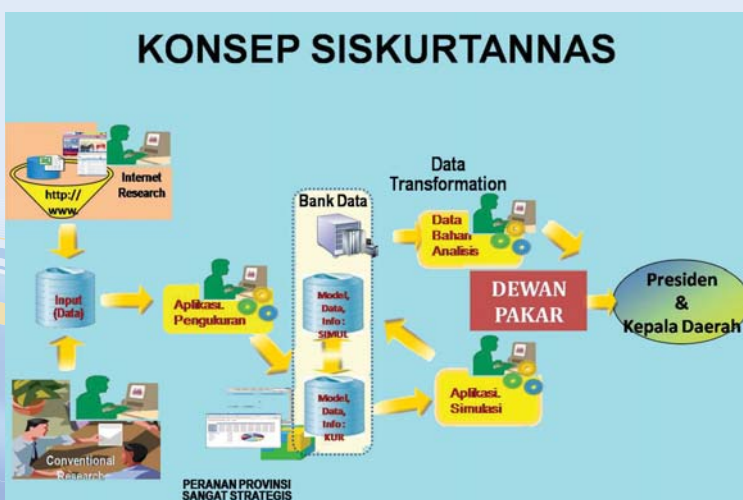 KONSEP SISKURTANNAS
Internet
Research
http://
www.
Input
(Data)
Conventional
Research
Aplikasi.
Pengukuran
PERANAN PROVINSI
SANGAT STRATEGIS
Bank Data
Model,
Data,
Info :
SIMUL
Model,
Data,
Info :
KUR
Data
Transformation
Data
Bahan
Analisis
Aplikasi.
Simulasi
DEWAN
PAKAR
Presiden
&
Kepala Daerah